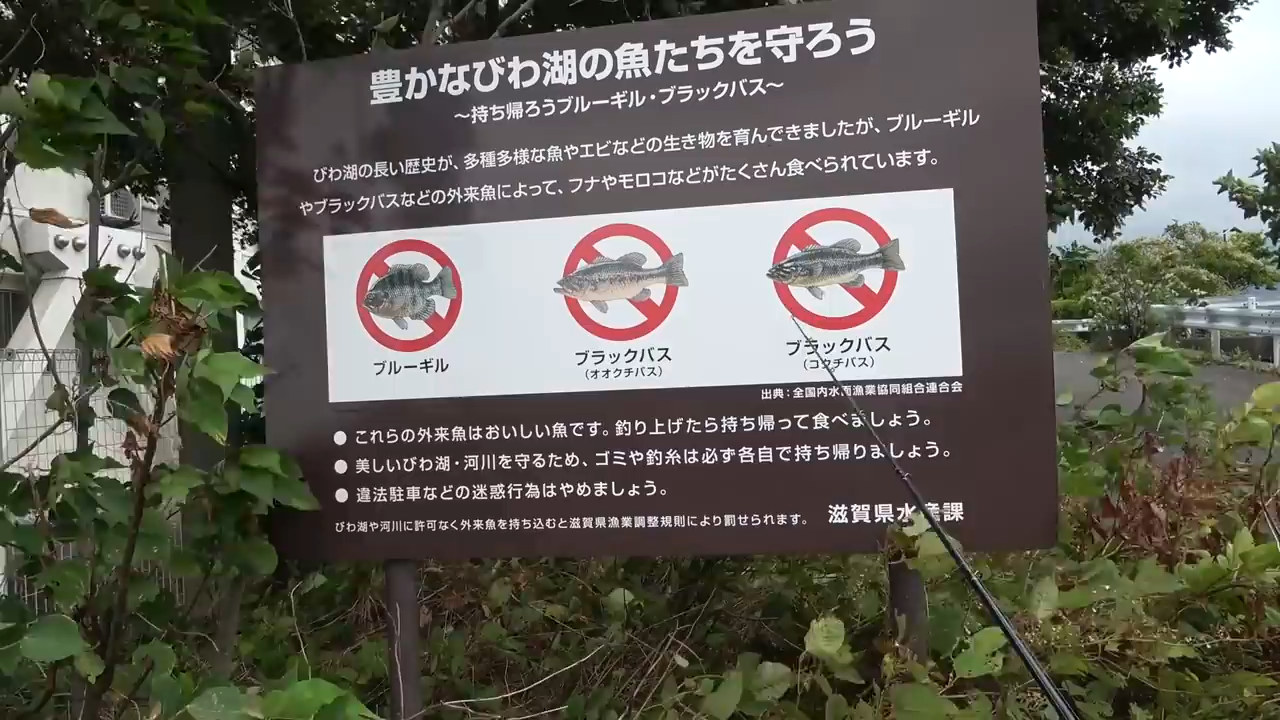 豊かなびわ湖の魚たちを守ろう
～持ち帰ろうブルーギル・ブラックバス～
びわ湖の長い歴史が、多種多様な魚やエビなどの生き物を育んできましたが、ブルーギル
やブラックバスなどの外来魚によって、フナやモロコなどがたくさん食べられています。
ブルーギル
ブラックバス
（オオクチバス）
ブラックバス
（コクチバス）
出典：全国内水面漁業協同組合連合会
● これらの外来魚はおいしい魚です。釣り上げたら持ち帰って食べましょう。
● 美しいびわ湖・河川を守るため、ゴミや釣糸は必ず各自で持ち帰りましょう。
● 違法駐車などの迷惑行為はやめましょう。
びわ湖や河川に許可なく外来魚を持ち込むと滋賀県漁業調整規則により罰せられます。
滋賀県水産課